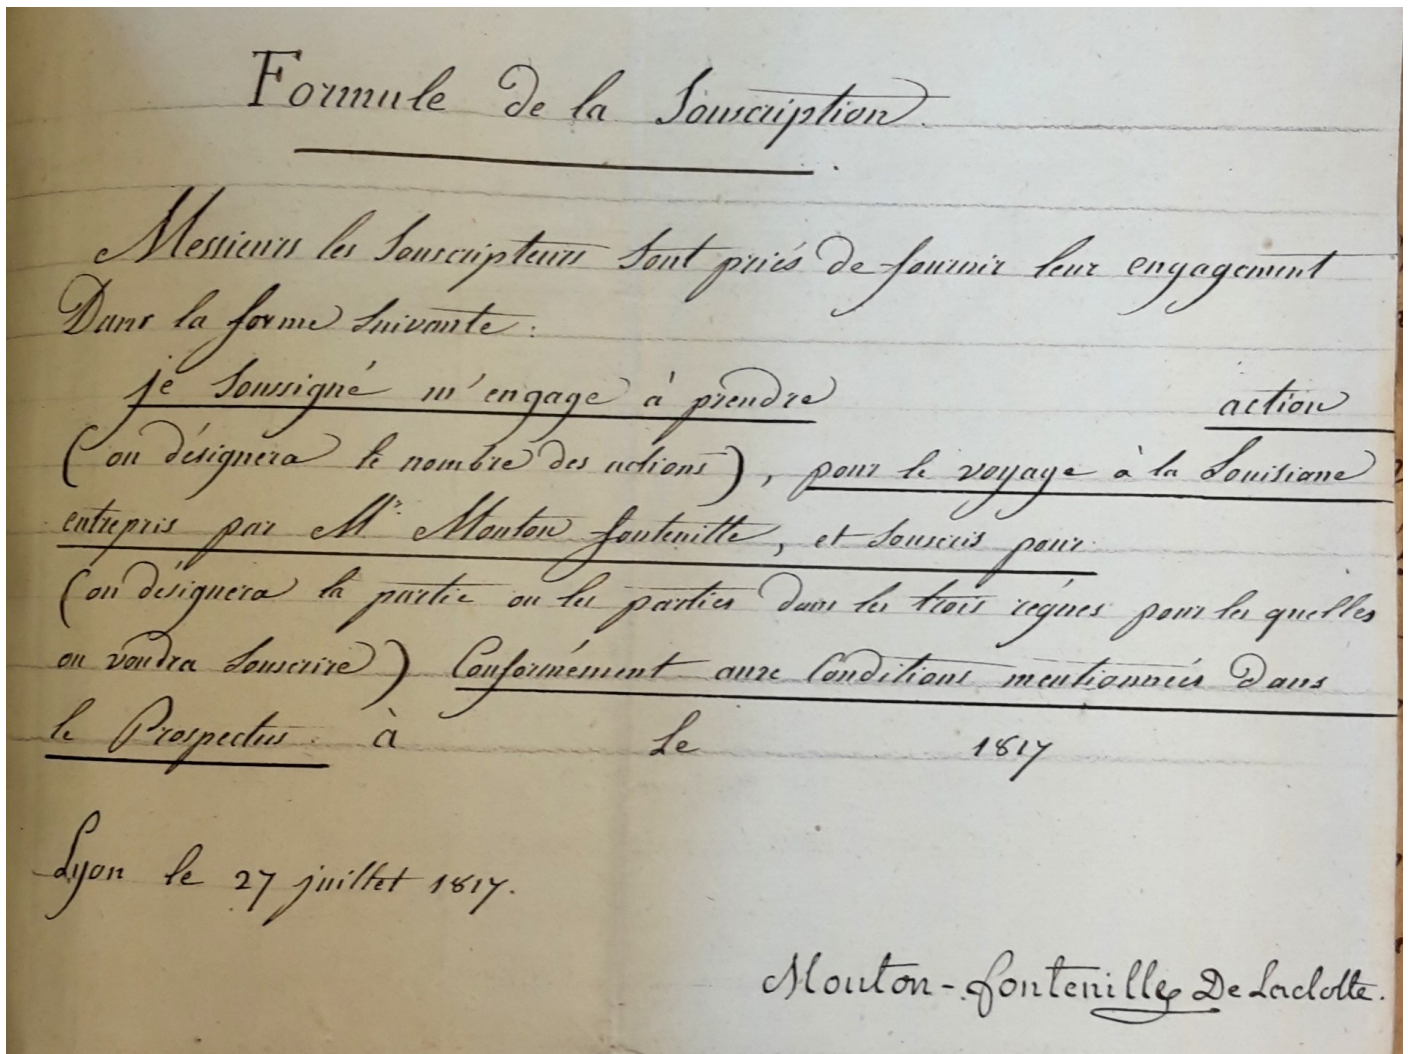 Formule de la Souscription.
Messieurs les Souscripteurs Sont priés de fournir leur engagement
Dans la forme Suivante :
je Soussigné m'engage à prendre action
(on désignera le nombre des actions), pour le voyage à la Louisiane
entrepris par Mr. Mouton fontenille, et Souscris pour
(on désignera la partie ou les parties dans les trois régnes pour les quelles
on voudra Souscrire) Conformément aux Conditions mentionnées Dans
le Prospectus. à Le 1817
Lyon le 27 juillet 1817.
Mouton-fontenille De Laclotte.